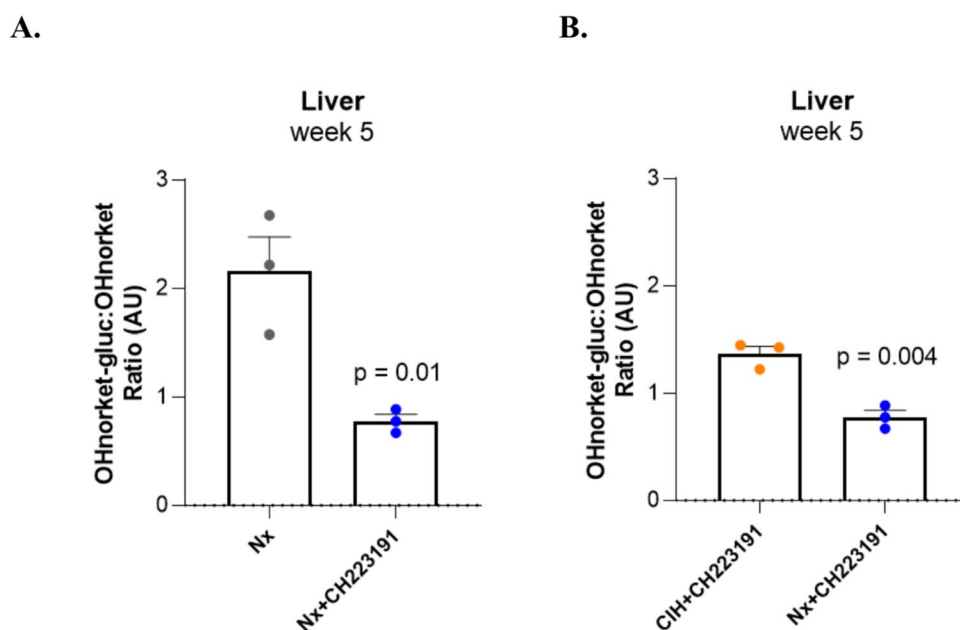 A.
Liver
week 5
OHnorket-gluc:OHnorket
Ratio (AU)
3
2
1
0
p = 0.01
Nx
Nx+CH223191
B.
Liver
week 5
OHnorket-gluc:OHnorket
Ratio (AU)
3
2
1
0
p = 0.004
CIH+CH223191
Nx+CH223191